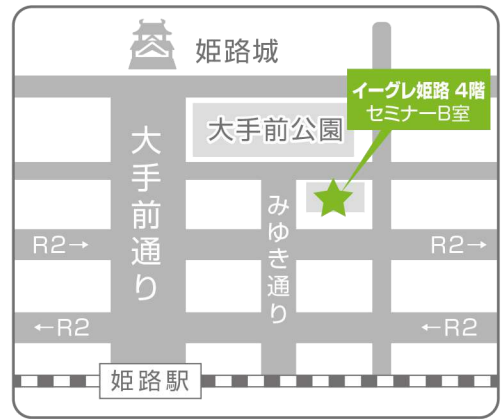 姫路城
イーグレ姫路 4階
セミナーB室
大手前公園
大手前通り
みゆき通り
R2→
R2→
←R2
←R2
姫路駅